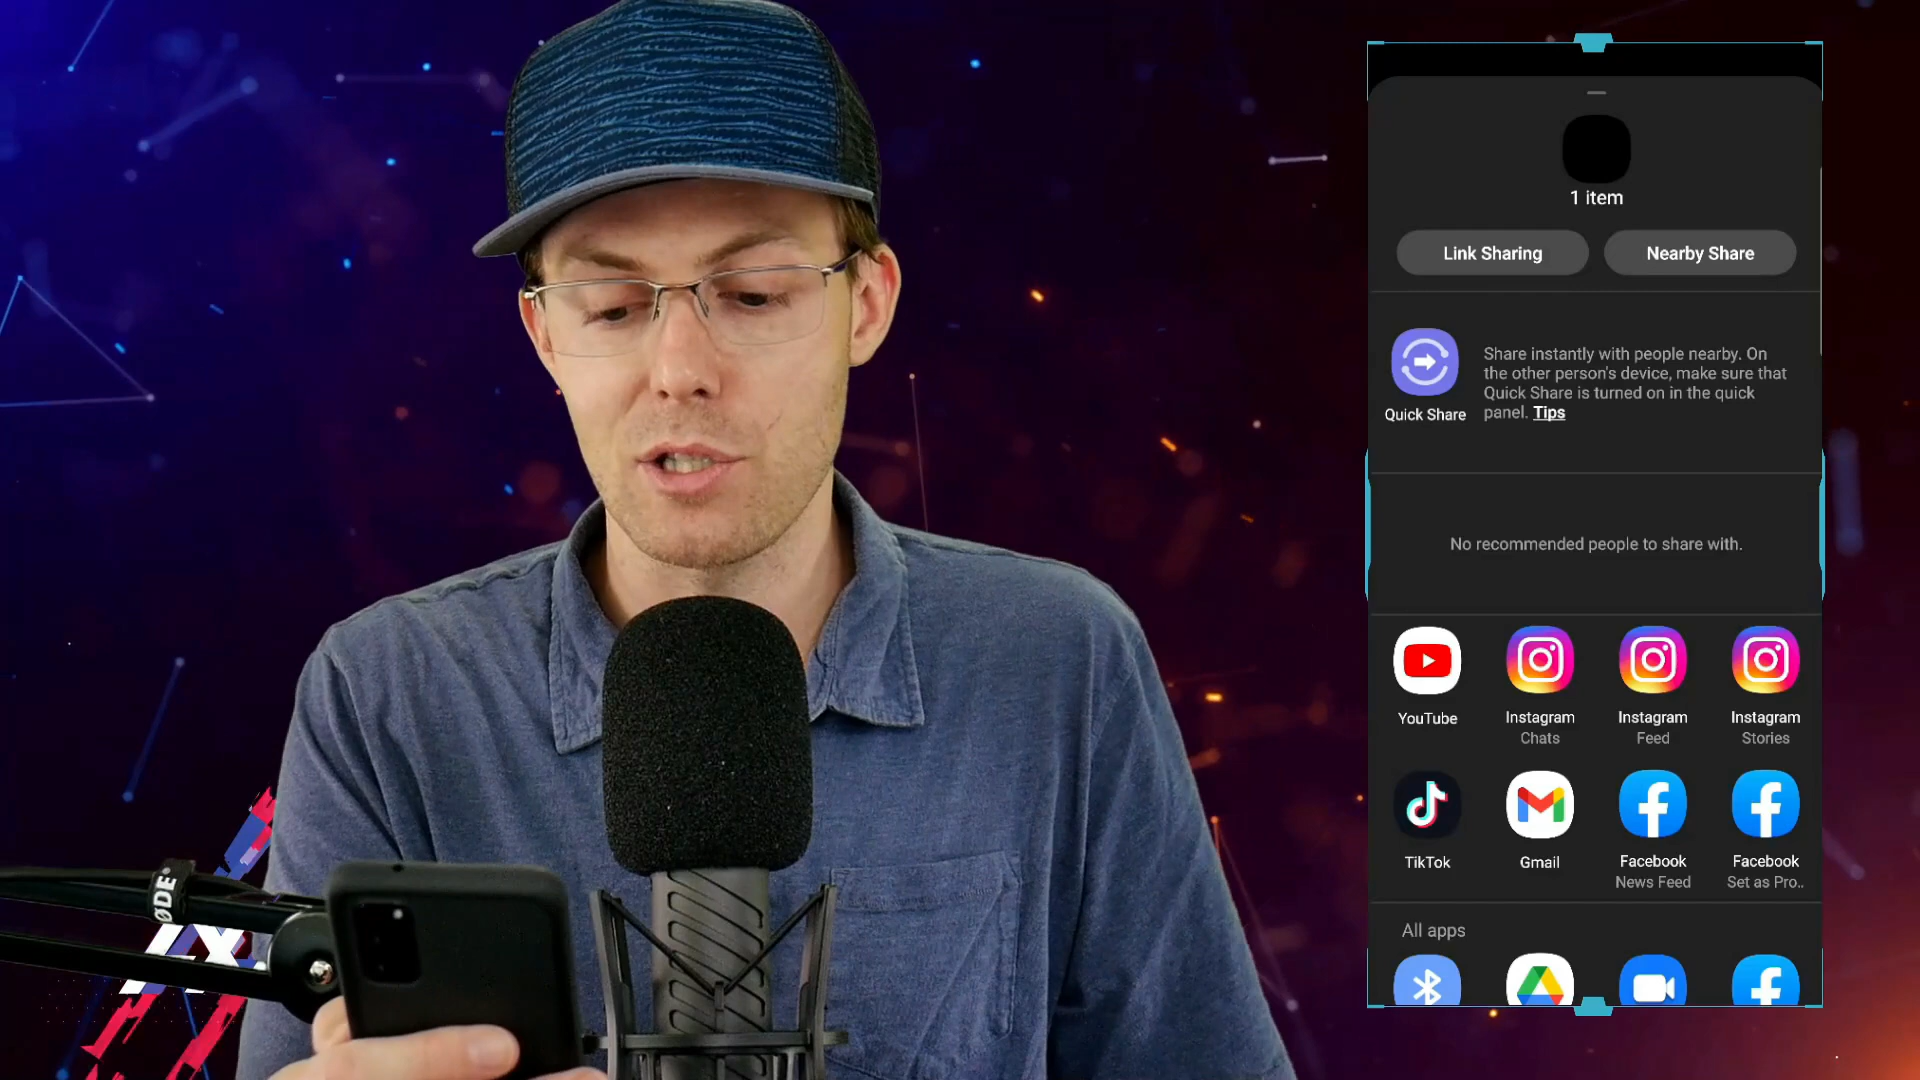 1 item
Link Sharing
Nearby Share
Share instantly with people nearby. On
the other person's device, make sure that
Quick Share is turned on in the quick
panel. Tips
Quick Share
No recommended people to share with.
YouTube
Instagram
Chats
Instagram
Feed
Instagram
Stories
TikTok
Gmail
Facebook
News Feed
Facebook
Set as Pro..
All apps
RØDE